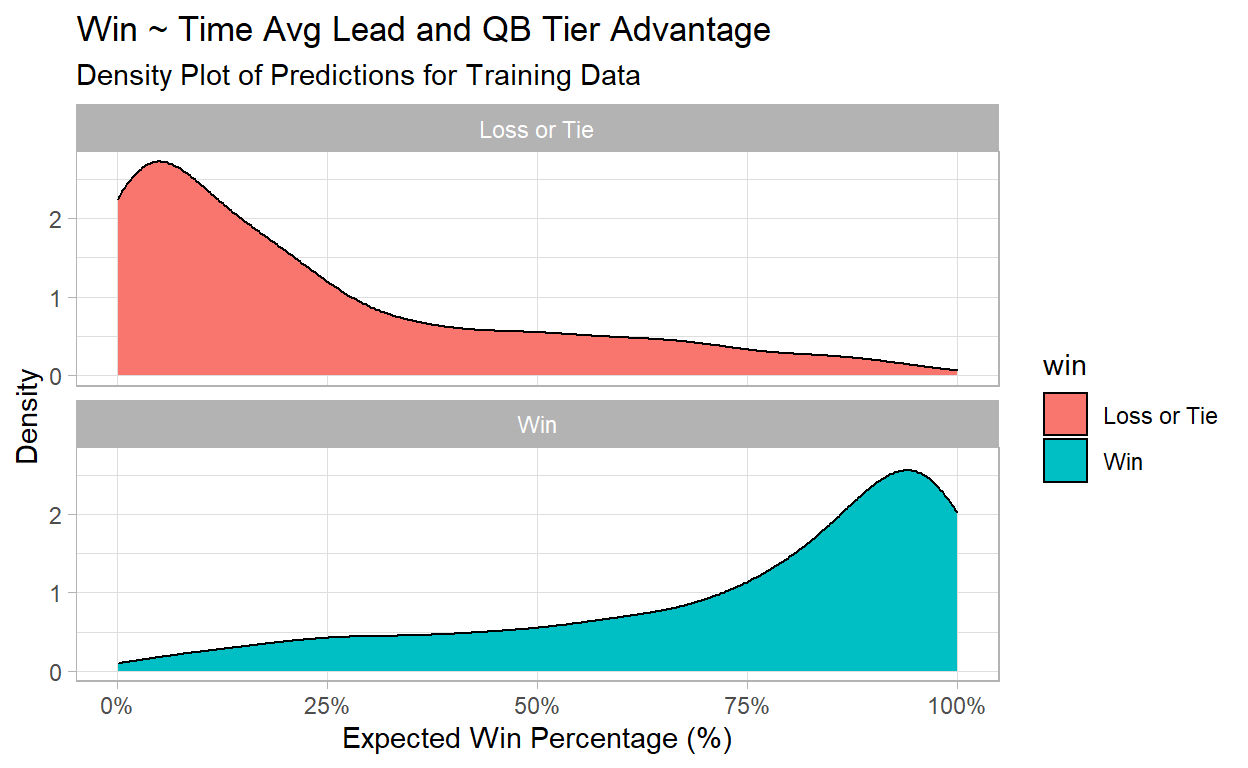 Win ~ Time Avg Lead and QB Tier Advantage
Density Plot of Predictions for Training Data
Loss or Tie
2
1
0
Density
Win
2
1
0
0% 25% 50% 75% 100%
Expected Win Percentage (%)
win
Loss or Tie
Win